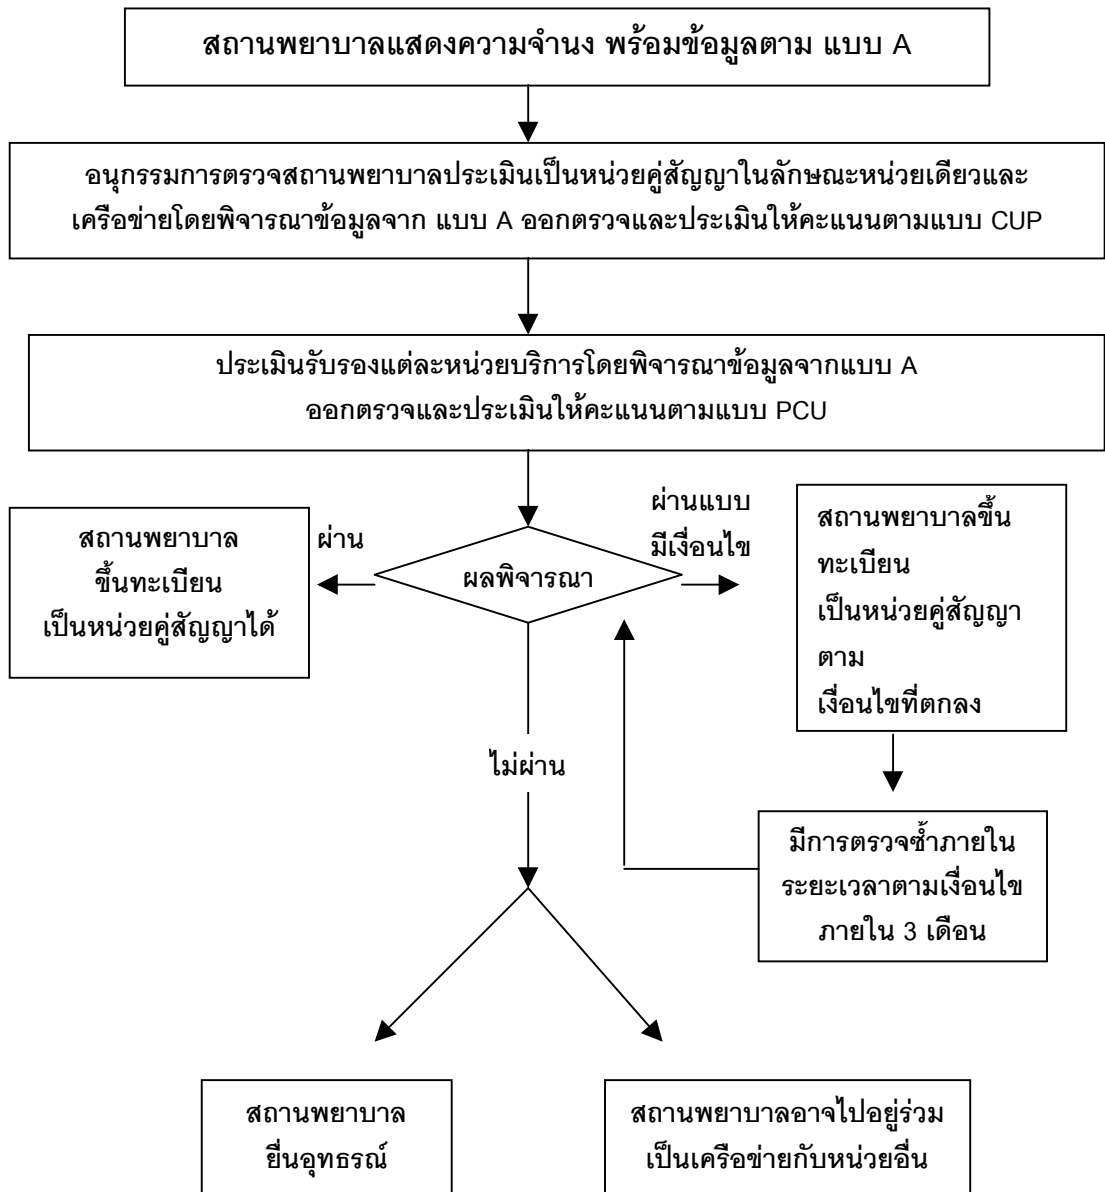 สถานพยาบาลแสดงความจำนง พร้อมข้อมูลตาม แบบ A
อนุกรรมการตรวจสถานพยาบาลประเมินเป็นหน่วยคู่สัญญาในลักษณะหน่วยเดียวและ
เครือข่ายโดยพิจารณาข้อมูลจาก แบบ A ออกตรวจและประเมินให้คะแนนตามแบบ CUP
ประเมินรับรองแต่ละหน่วยบริการโดยพิจารณาข้อมูลจากแบบ A
ออกตรวจและประเมินให้คะแนนตามแบบ PCU
สถานพยาบาล
ขึ้นทะเบียน
เป็นหน่วยคู่สัญญาได้
ผ่าน
ผลพิจารณา
ผ่านแบบ
มีเงื่อนไข
สถานพยาบาลขึ้น
ทะเบียน
เป็นหน่วยคู่สัญญา
ตาม
เงื่อนไขที่ตกลง
ไม่ผ่าน
มีการตรวจซ้ำภายใน
ระยะเวลาตามเงื่อนไข
ภายใน 3 เดือน
สถานพยาบาล
ยื่นอุทธรณ์
สถานพยาบาลอาจไปอยู่ร่วม
เป็นเครือข่ายกับหน่วยอื่น